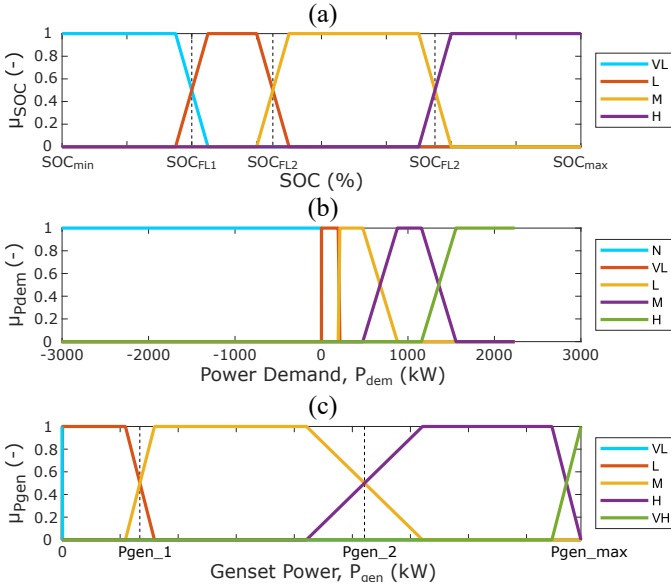 (a)
1
0.8
0.6
0.4
0.2
0
μSOC (-)
SOCmin SOCFL1 SOCFL2 SOCFL2 SOCmax
SOC (%)
VL
L
M
H
(b)
1
0.8
0.6
0.4
0.2
0
μPdem (-)
-3000 -2000 -1000 0 1000 2000 3000
Power Demand, Pdem (kW)
N
VL
L
M
H
(c)
1
0.8
0.6
0.4
0.2
0
μPgen (-)
0 Pgen_1 Pgen_2 Pgen_max
Genset Power, Pgen (kW)
VL
L
M
H
VH